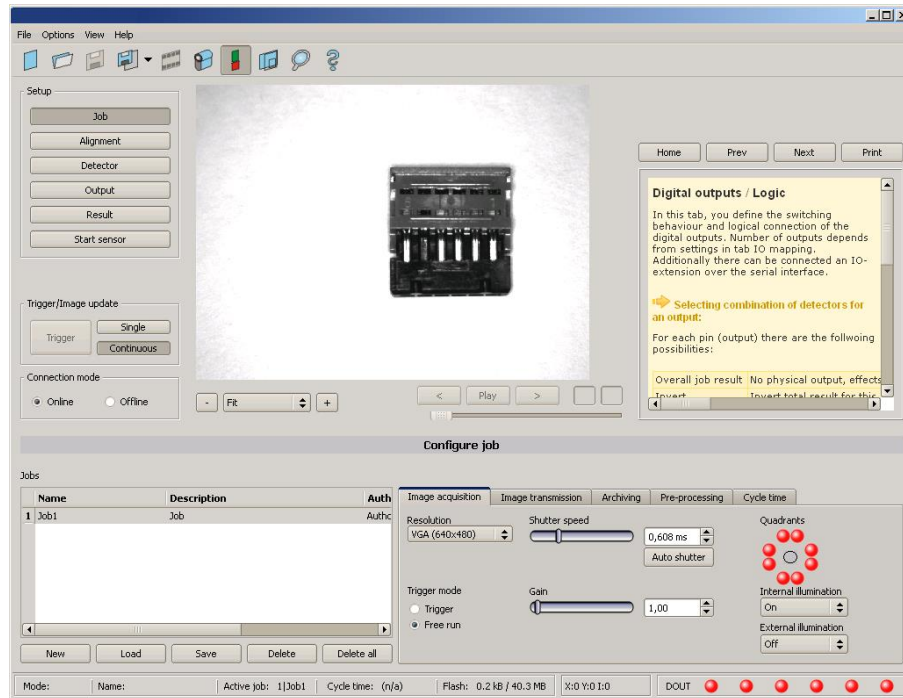 File Options View Help
Setup
Job
Alignment
Detector
Output
Result
Start sensor
Trigger/Image update
Trigger
Single
Continuous
Connection mode
Online Offline
- Fit +
< Play >
Home Prev Next Print
Digital outputs / Logic
In this tab, you define the switching
behaviour and logical connection of the
digital outputs. Number of outputs depends
from settings in tab IO mapping.
Additionally there can be connected an IO-
extension over the serial interface.
Selecting combination of detectors for
an output:
For each pin (output) there are the follwoing
possibilities:
Overall job result No physical output, effects
Invert Invert total result for this
Configure job
Jobs
Name Description Auth
1 Job1 Job Authc
New Load Save Delete Delete all
Image acquisition Image transmission Archiving Pre-processing Cycle time
Resolution
VGA (640x480)
Shutter speed
0,608 ms
Auto shutter
Quadrants
Trigger mode
Trigger
Free run
Gain
1,00
Internal illumination
On
External illumination
Off
Mode: Name: Active job: 1|Job1 Cycle time: (n/a) Flash: 0.2 kB / 40.3 MB X:0 Y:0 I:0 DOUT